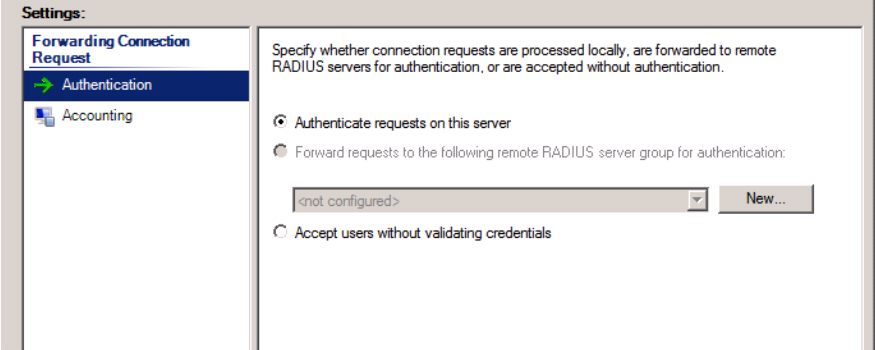 Settings:
Forwarding Connection
Request
Authentication
Accounting
Specify whether connection requests are processed locally, are forwarded to remote
RADIUS servers for authentication, or are accepted without authentication.
Authenticate requests on this server
Forward requests to the following remote RADIUS server group for authentication:
<not configured>
New...
Accept users without validating credentials